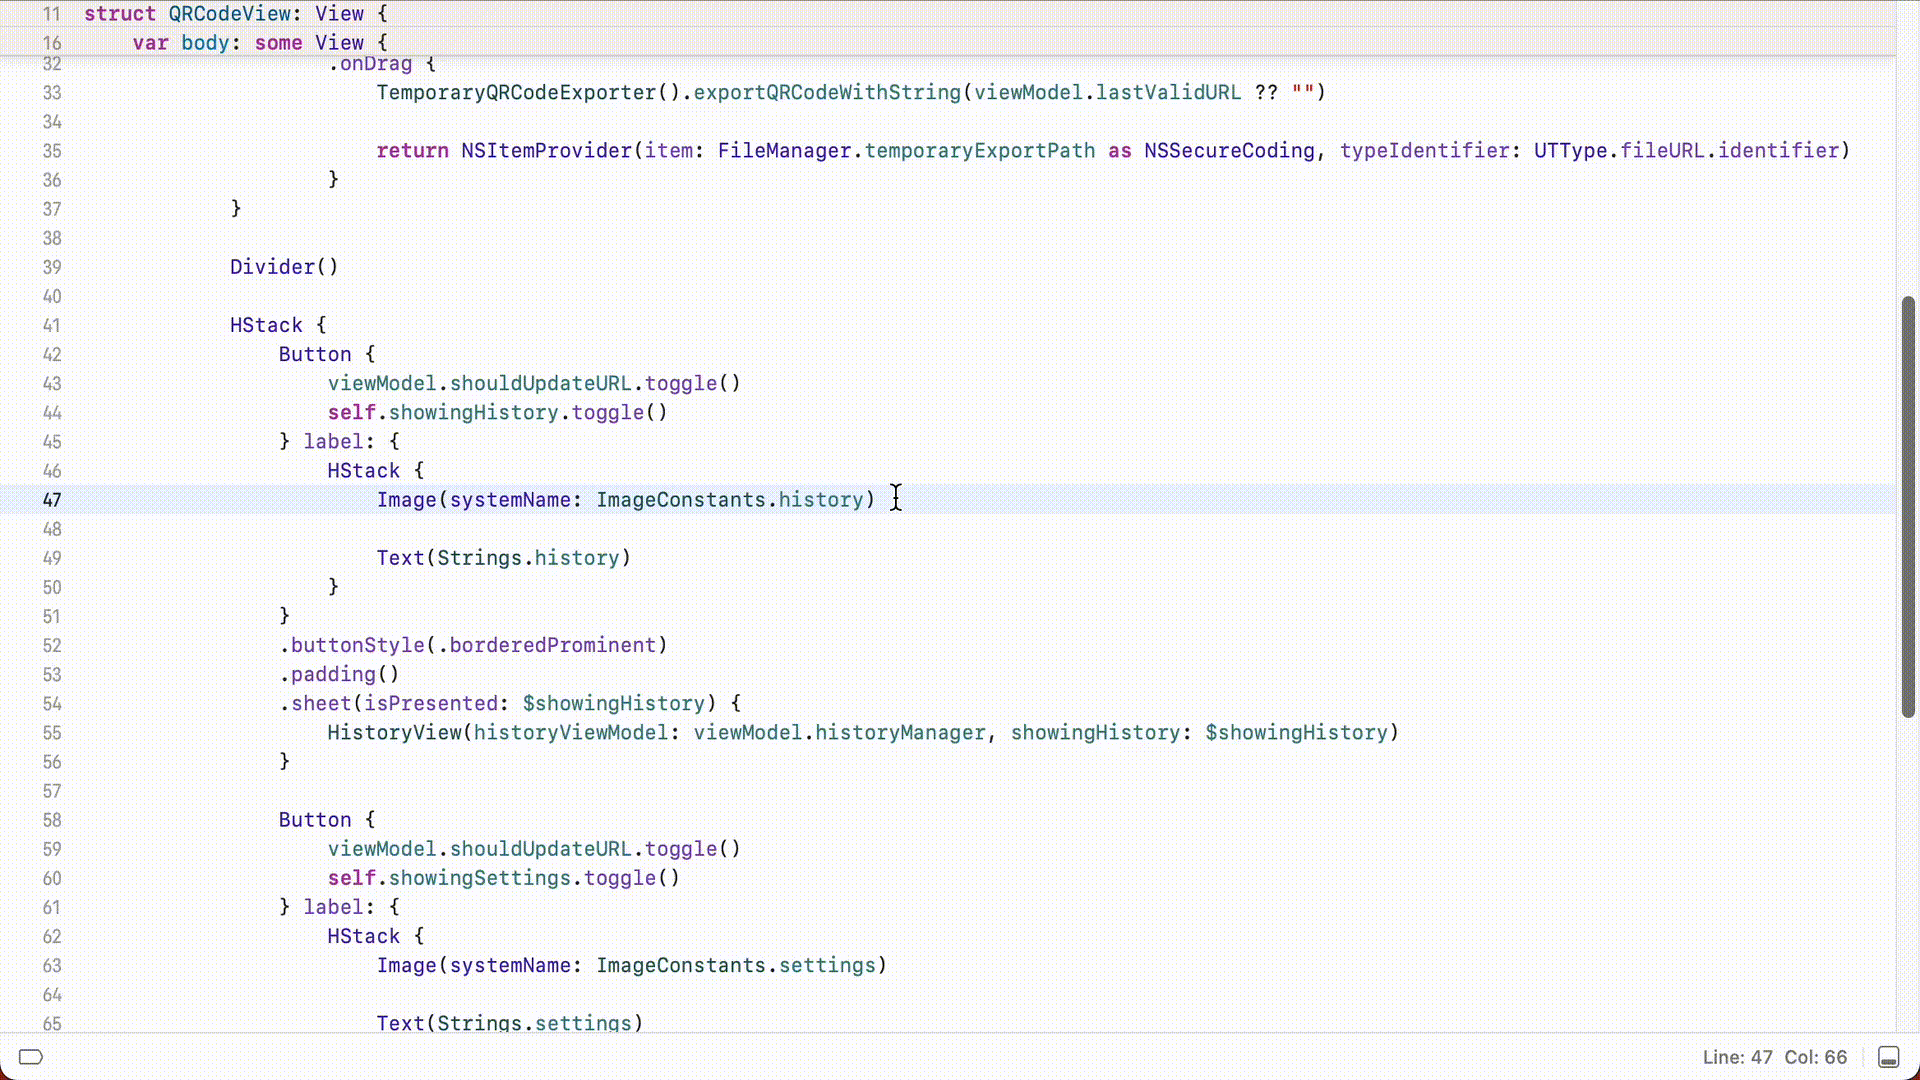 11 struct QRCodeView: View {
16 var body: some View {
32 .onDrag {
33 TemporaryQRCodeExporter().exportQRCodeWithString(viewModel.lastValidURL ?? "")
34
35 return NSItemProvider(item: FileManager.temporaryExportPath as NSSecureCoding, typeIdentifier: UTType.fileURL.identifier)
36 }
37 }
38
39 Divider()
40
41 HStack {
42 Button {
43 viewModel.shouldUpdateURL.toggle()
44 self.showingHistory.toggle()
45 } label: {
46 HStack {
47 Image(systemName: ImageConstants.history)
48
49 Text(Strings.history)
50 }
51 }
52 .buttonStyle(.borderedProminent)
53 .padding()
54 .sheet(isPresented: $showingHistory) {
55 HistoryView(historyViewModel: viewModel.historyManager, showingHistory: $showingHistory)
56 }
57
58 Button {
59 viewModel.shouldUpdateURL.toggle()
60 self.showingSettings.toggle()
61 } label: {
62 HStack {
63 Image(systemName: ImageConstants.settings)
64
65 Text(Strings.settings)
Line: 47 Col: 66